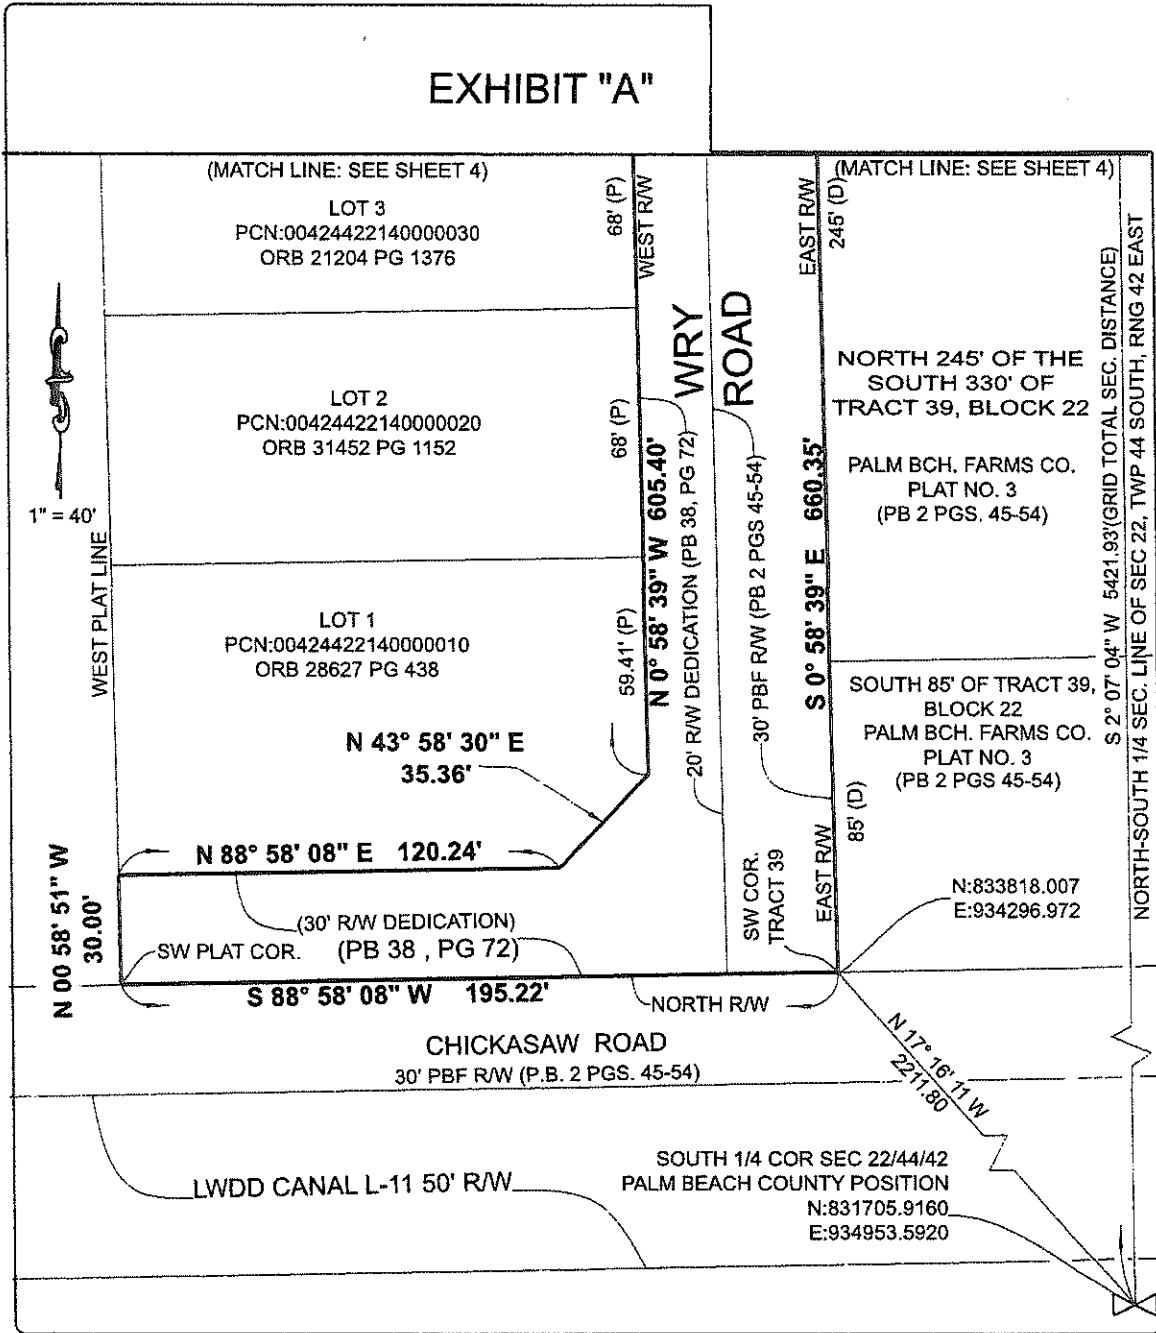 EXHIBIT "A"
(MATCH LINE: SEE SHEET 4)
(MATCH LINE: SEE SHEET 4)
LOT 3
PCN:00424422140000030
ORB 21204 PG 1376
68' (P)
WEST R/W
EAST R/W
245' (D)
WRY
ROAD
1" = 40'
WEST PLAT LINE
LOT 2
PCN:00424422140000020
ORB 31452 PG 1152
68' (P)
N 0° 58' 39" W 605.40'
20' R/W DEDICATION (PB 38, PG 72)
30' PBF R/W (PB 2 PGS 45-54)
S 0° 58' 39" E 660.35'
NORTH 245' OF THE
SOUTH 330' OF
TRACT 39, BLOCK 22
PALM BCH. FARMS CO.
PLAT NO. 3
(PB 2 PGS. 45-54)
S 2° 07' 04" W 5421.93'(GRID TOTAL SEC. DISTANCE)
NORTH-SOUTH 1/4 SEC. LINE OF SEC 22, TWP 44 SOUTH, RNG 42 EAST
LOT 1
PCN:00424422140000010
ORB 28627 PG 438
59.41' (P)
SOUTH 85' OF TRACT 39,
BLOCK 22
PALM BCH. FARMS CO.
PLAT NO. 3
(PB 2 PGS 45-54)
N 43° 58' 30" E
35.36'
85' (D)
N 88° 58' 08" E 120.24'
N 00 58' 51" W
30.00'
(30' R/W DEDICATION)
(PB 38 , PG 72)
SW PLAT COR.
SW COR.
TRACT 39
EAST R/W
N:833818.007
E:934296.972
S 88° 58' 08" W 195.22'
NORTH R/W
CHICKASAW ROAD
30' PBF R/W (P.B. 2 PGS. 45-54)
N 17° 16' 11 W
2211.80
LWDD CANAL L-11 50' R/W
SOUTH 1/4 COR SEC 22/44/42
PALM BEACH COUNTY POSITION
N:831705.9160
E:934953.5920